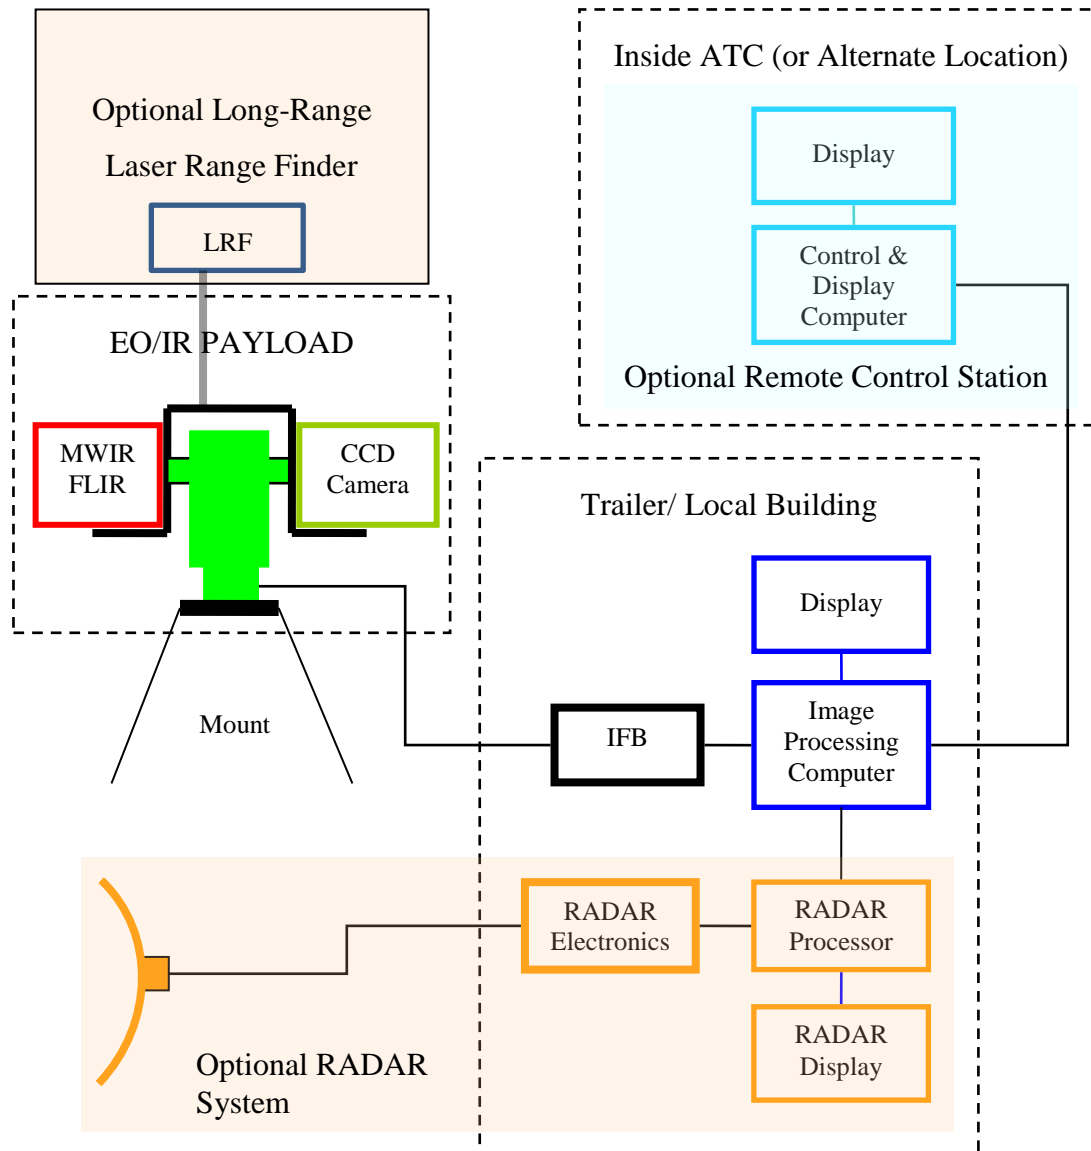 Optional Long-Range
Laser Range Finder
LRF
EO/IR PAYLOAD
MWIR
FLIR
CCD
Camera
Mount
Inside ATC (or Alternate Location)
Display
Control &
Display
Computer
Optional Remote Control Station
Trailer/ Local Building
Display
IFB
Image
Processing
Computer
RADAR
Electronics
RADAR
Processor
RADAR
Display
Optional RADAR
System